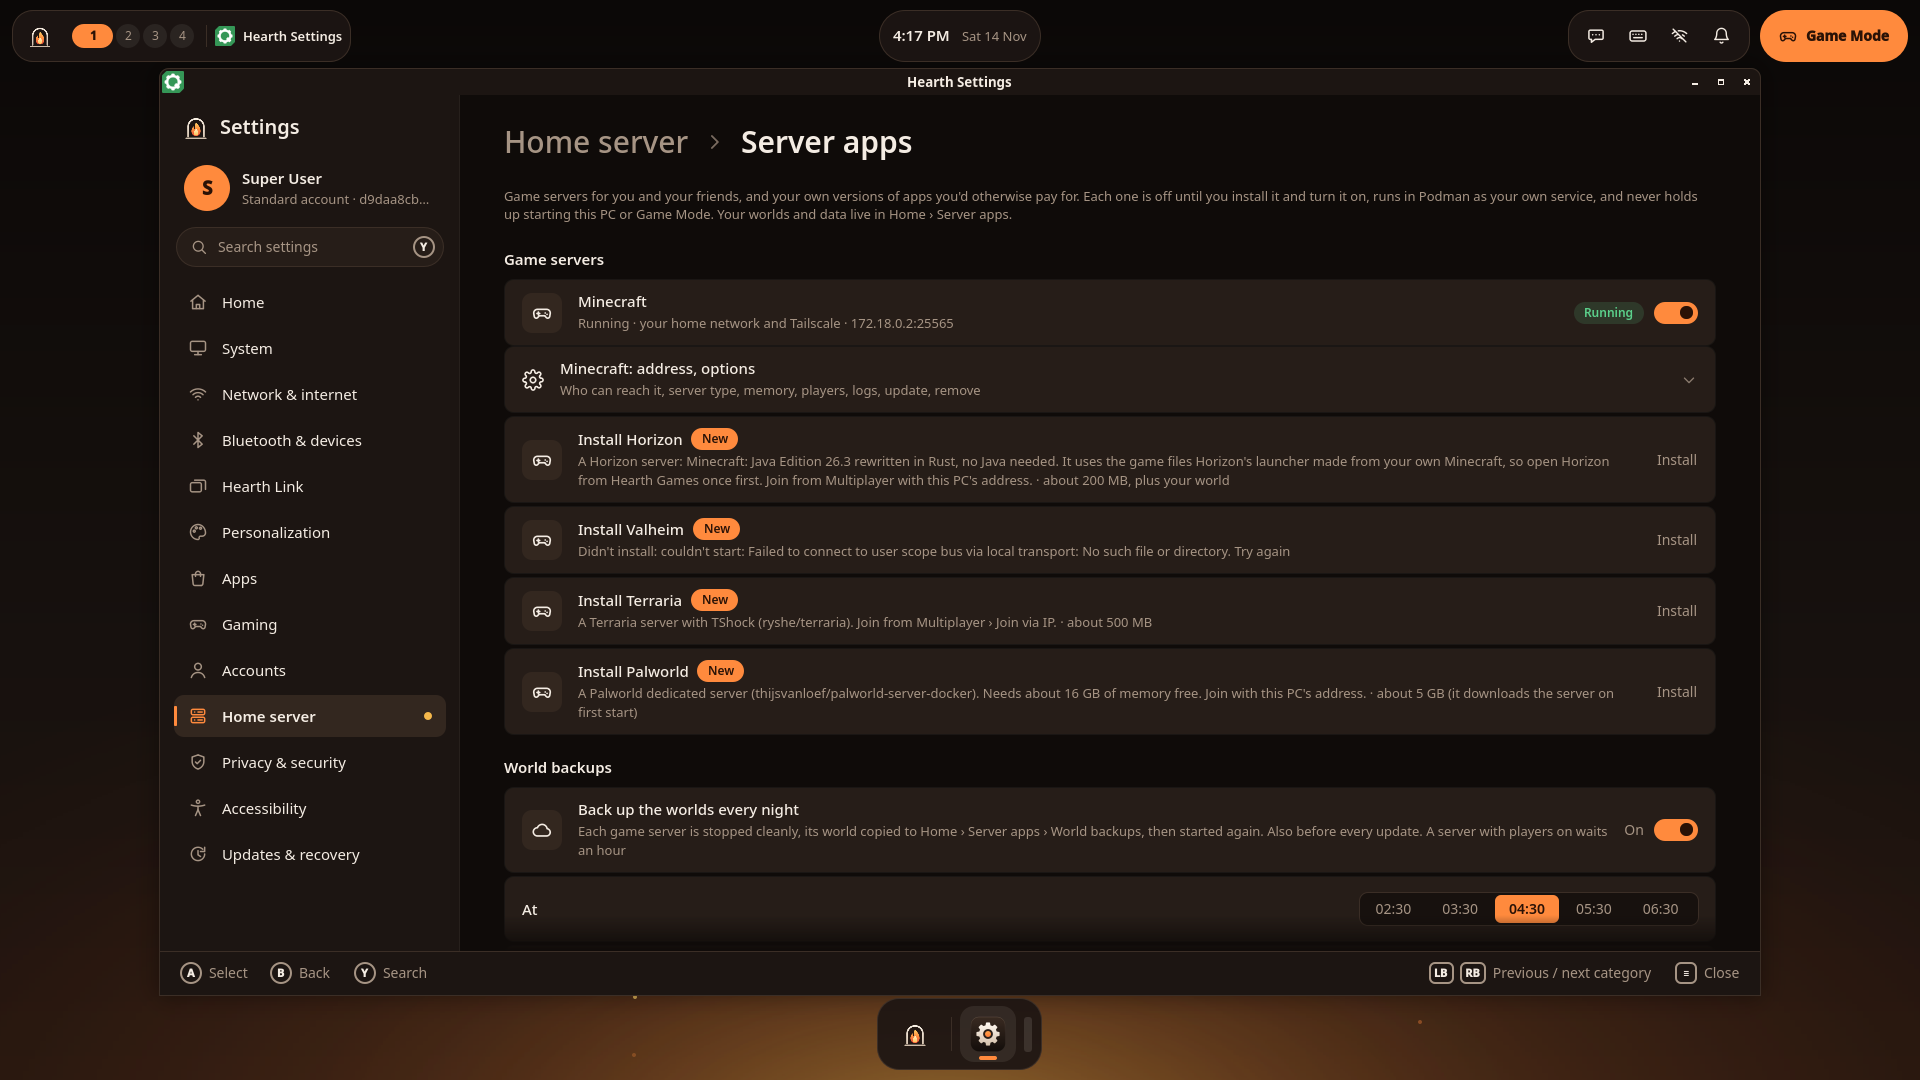 1 2 3 4 Hearth Settings
4:17 PM Sat 14 Nov
Game Mode
Hearth Settings
Settings
S
Super User
Standard account · d9daa8cb...
Search settings Y
Home
System
Network & internet
Bluetooth & devices
Hearth Link
Personalization
Apps
Gaming
Accounts
Home server
Privacy & security
Accessibility
Updates & recovery
Home server › Server apps
Game servers for you and your friends, and your own versions of apps you'd otherwise pay for. Each one is off until you install it and turn it on, runs in Podman as your own service, and never holds
up starting this PC or Game Mode. Your worlds and data live in Home › Server apps.
Game servers
Minecraft
Running · your home network and Tailscale · 172.18.0.2:25565
Running
Minecraft: address, options
Who can reach it, server type, memory, players, logs, update, remove
Install Horizon New
A Horizon server: Minecraft: Java Edition 26.3 rewritten in Rust, no Java needed. It uses the game files Horizon's launcher made from your own Minecraft, so open Horizon
from Hearth Games once first. Join from Multiplayer with this PC's address. · about 200 MB, plus your world
Install
Install Valheim New
Didn't install: couldn't start: Failed to connect to user scope bus via local transport: No such file or directory. Try again
Install
Install Terraria New
A Terraria server with TShock (ryshe/terraria). Join from Multiplayer › Join via IP. · about 500 MB
Install
Install Palworld New
A Palworld dedicated server (thijsvanloef/palworld-server-docker). Needs about 16 GB of memory free. Join with this PC's address. · about 5 GB (it downloads the server on
first start)
Install
World backups
Back up the worlds every night
Each game server is stopped cleanly, its world copied to Home › Server apps › World backups, then started again. Also before every update. A server with players on waits
an hour
On
At
02:30 03:30 04:30 05:30 06:30
A Select B Back Y Search
LB RB Previous / next category Close